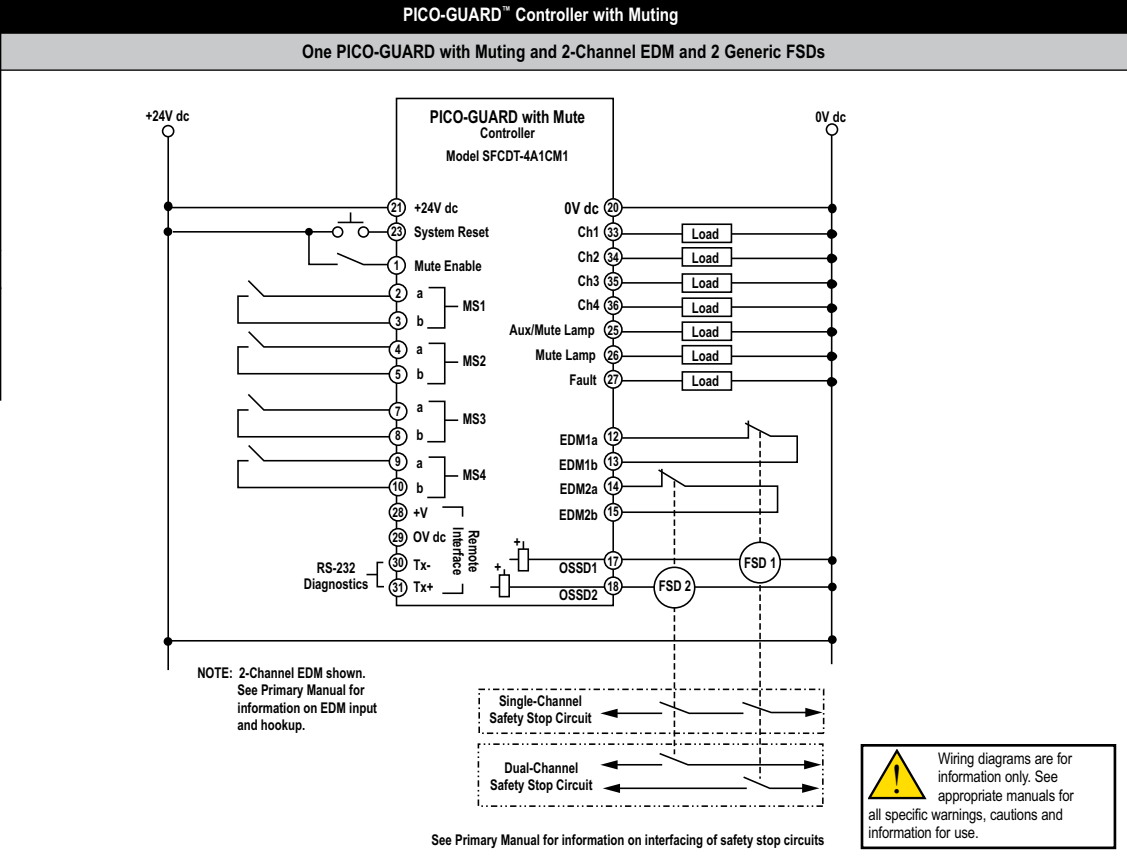 PICO-GUARD™ Controller with Muting
One PICO-GUARD with Muting and 2-Channel EDM and 2 Generic FSDs
+24V dc
0V dc
PICO-GUARD with Mute
Controller
Model SFCDT-4A1CM1
21 +24V dc
23 System Reset
1 Mute Enable
2 a
3 b
MS1
4 a
5 b
MS2
7 a
8 b
MS3
9 a
10 b
MS4
28 +V
29 OV dc
30 Tx-
31 Tx+
Remote
Interface
RS-232
Diagnostics
0V dc 20
Ch1 33 Load
Ch2 34 Load
Ch3 35 Load
Ch4 36 Load
Aux/Mute Lamp 25 Load
Mute Lamp 26 Load
Fault 27 Load
EDM1a 12
EDM1b 13
EDM2a 14
EDM2b 15
+
OSSD1 17
FSD 1
+
OSSD2 18
FSD 2
NOTE: 2-Channel EDM shown.
See Primary Manual for
information on EDM input
and hookup.
Single-Channel
Safety Stop Circuit
Dual-Channel
Safety Stop Circuit
See Primary Manual for information on interfacing of safety stop circuits
!
Wiring diagrams are for
information only. See
appropriate manuals for
all specific warnings, cautions and
information for use.